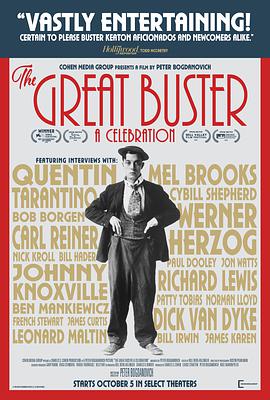 "VASTLY ENTERTAINING!
CERTAIN TO PLEASE BUSTER KEATON AFICIONADOS AND NEWCOMERS ALIKE."
Hollywood TODD McCARTHY
COHEN MEDIA GROUP PRESENTS A FILM BY PETER BOGDANOVICH
The GREAT BUSTER
A CELEBRATION
WINNER
FEATURING INTERVIEWS WITH:
QUENTIN TARANTINO
BOB BORGEN
CARL REINER
NICK KROLL BILL HADER
JOHNNY KNOXVILLE
BEN MANKIEWICZ
FRENCH STEWART JAMES CURTIS
LEONARD MALTIN
MEL BROOKS
CYBILL SHEPHERD
WERNER HERZOG
PAUL DOOLEY JON WATTS
RICHARD LEWIS
PATTY TOBIAS NORMAN LLOYD
DICK VAN DYKE
BILL IRWIN JAMES KAREN
PETER BOGDANOVICH
STARTS OCTOBER 5 IN SELECT THEATERS